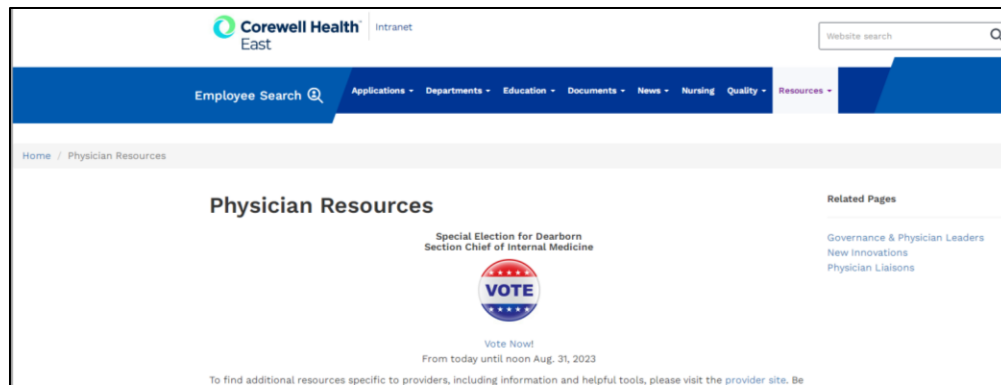 Corewell Health
East
Intranet
Website search
Employee Search
Applications
Departments
Education
Documents
News
Nursing
Quality
Resources
Home / Physician Resources
Physician Resources
Special Election for Dearborn
Section Chief of Internal Medicine
VOTE
Vote Now!
From today until noon Aug. 31, 2023
To find additional resources specific to providers, including information and helpful tools, please visit the provider site. Be
Related Pages
Governance & Physician Leaders
New Innovations
Physician Liaisons